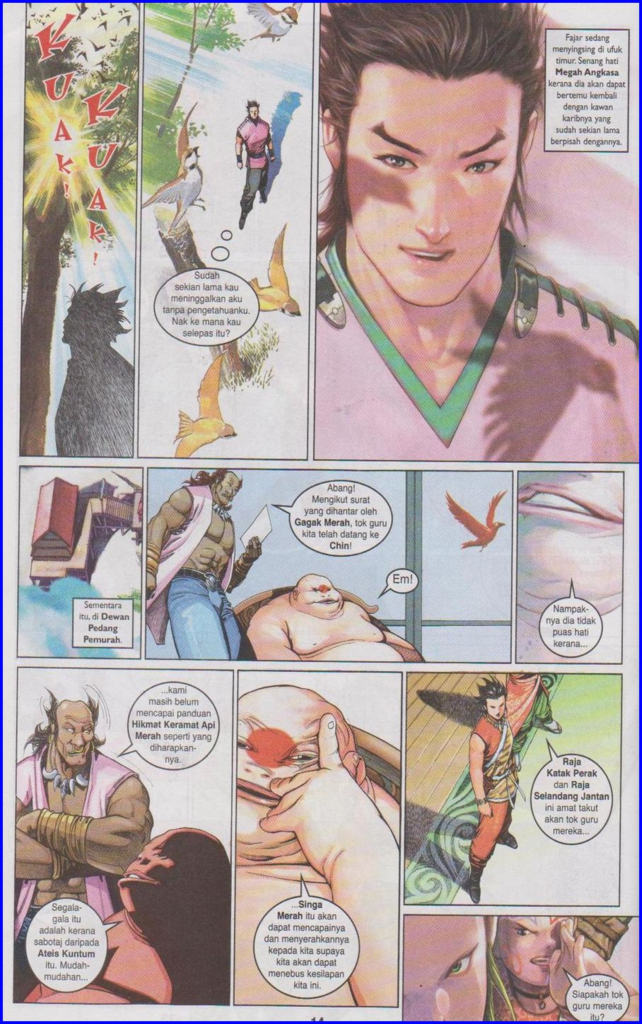 KUAK!
KUAK!
Sudah
sekian lama kau
meninggalkan aku
tanpa pengetahuanku.
Nak ke mana kau
selepas itu?
Fajar sedang
menyingsing di ufuk
timur. Senang hati
Megah Angkasa
kerana dia akan dapat
bertemu kembali
dengan kawan
karibnya yang
sudah sekian lama
berpisah dengannya.
Sementara
itu, di Dewan
Pedang
Pemurah.
Abang!
Mengikut surat
yang dihantar oleh
Gagak Merah, tok guru
kita telah datang ke
Chin!
Em!
Nampak-
nya dia tidak
puas hati
kerana...
...kami
masih belum
mencapai panduan
Hikmat Keramat Api
Merah seperti yang
diharapkan-
nya.
Segala-
gala itu
adalah kerana
sabotaj daripada
Ateis Kuntum
itu. Mudah-
mudahan...
...Singa
Merah itu akan
dapat mencapainya
dan menyerahkannya
kepada kita supaya
kita akan dapat
menebus kesilapan
kita ini.
Raja
Katak Perak
dan Raja
Selandang Jantan
ini amat takut
akan tok guru
mereka...
Abang!
Siapakah tok
guru mereka
itu?
14